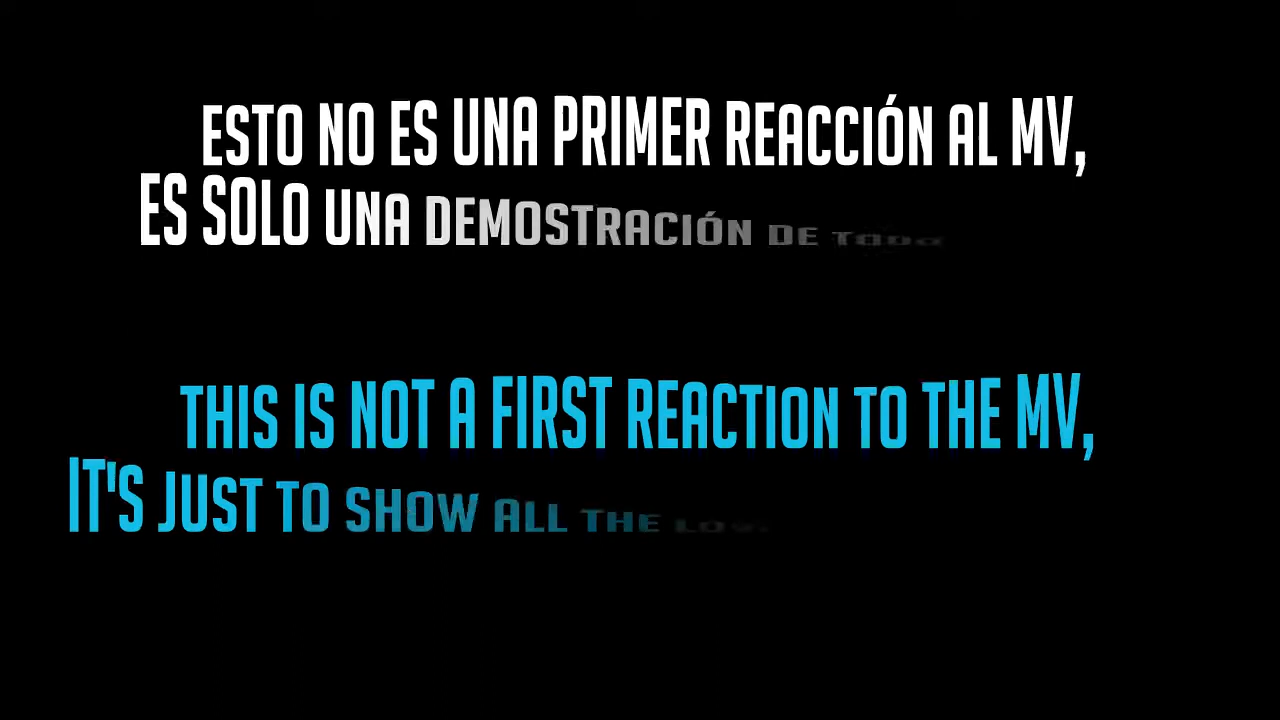 ESTO NO ES UNA PRIMER REACCIÓN AL MV,
ES SOLO UNA DEMOSTRACIÓN DE
THIS IS NOT A FIRST REACTION TO THE MV,
IT'S JUST TO SHOW ALL THE